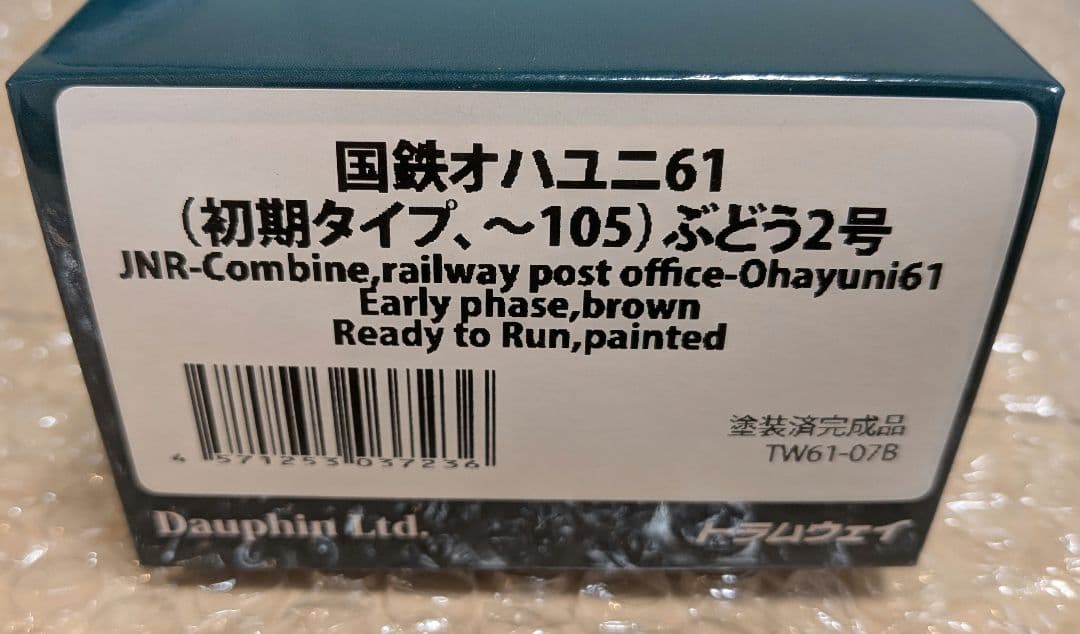 国鉄オハユニ61
（初期タイプ、～105）ぶどう2号
JNR-Combine,railway post office-Ohayuni61
Early phase,brown
Ready to Run,painted
4 571253 037236
塗装済完成品
TW61-07B
Dauphin Ltd.
トラムウェイ